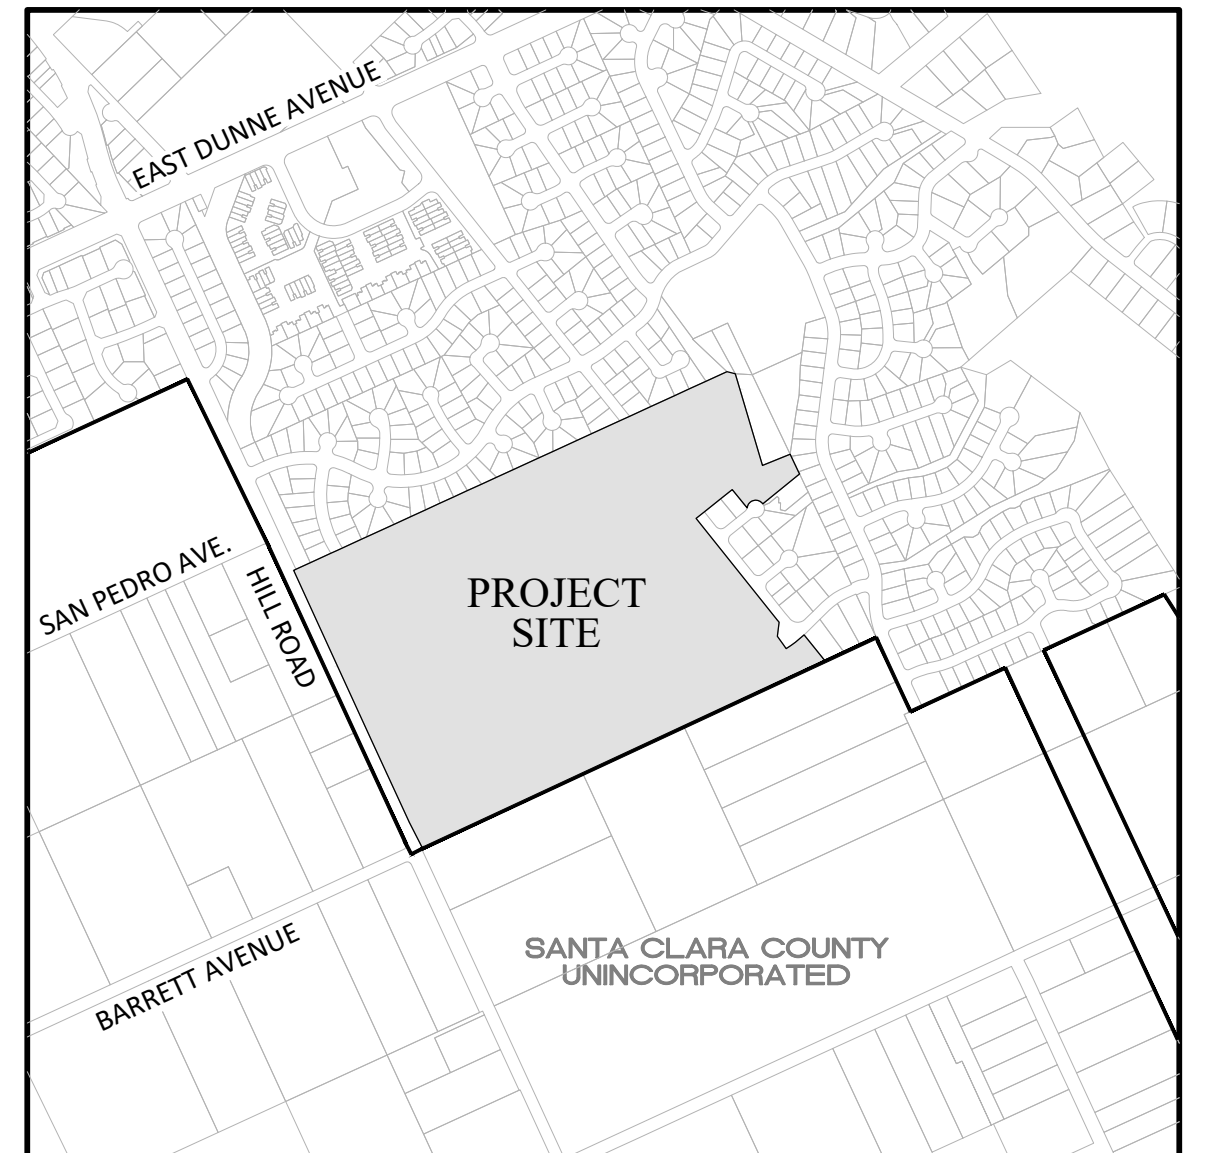 EAST DUNNE AVENUE
SAN PEDRO AVE.
HILL ROAD
PROJECT
SITE
BARRETT AVENUE
SANTA CLARA COUNTY
UNINCORPORATED